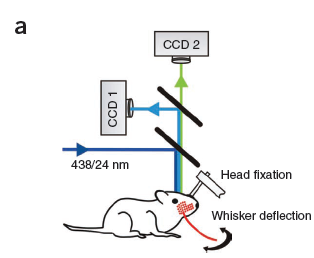 a
CCD 2
CCD 1
438/24 nm
Head fixation
Whisker deflection